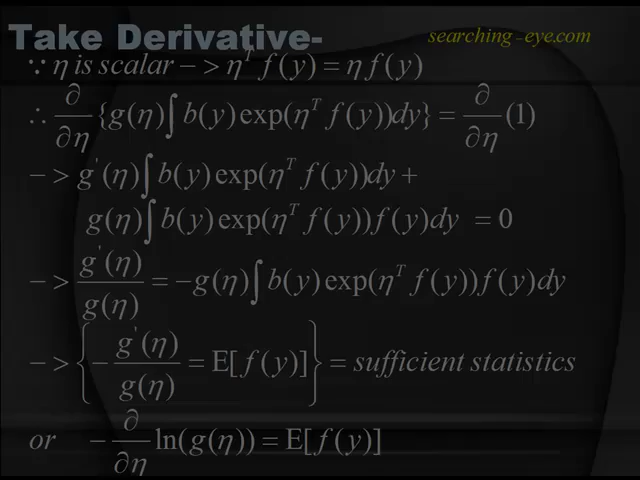 Take Derivative-
searching-eye.com
∵ η is scalar −> η^T f(y) = η f(y)
∴ ∂/∂η {g(η)∫ b(y) exp(η^T f(y))dy} = ∂/∂η (1)
−> g'(η)∫ b(y) exp(η^T f(y))dy +
g(η)∫ b(y) exp(η^T f(y)) f(y)dy = 0
−> g'(η)/g(η) = −g(η)∫ b(y) exp(η^T f(y)) f(y)dy
−> {− g'(η)/g(η) = E[f(y)]} = sufficient statistics
or − ∂/∂η ln(g(η)) = E[f(y)]